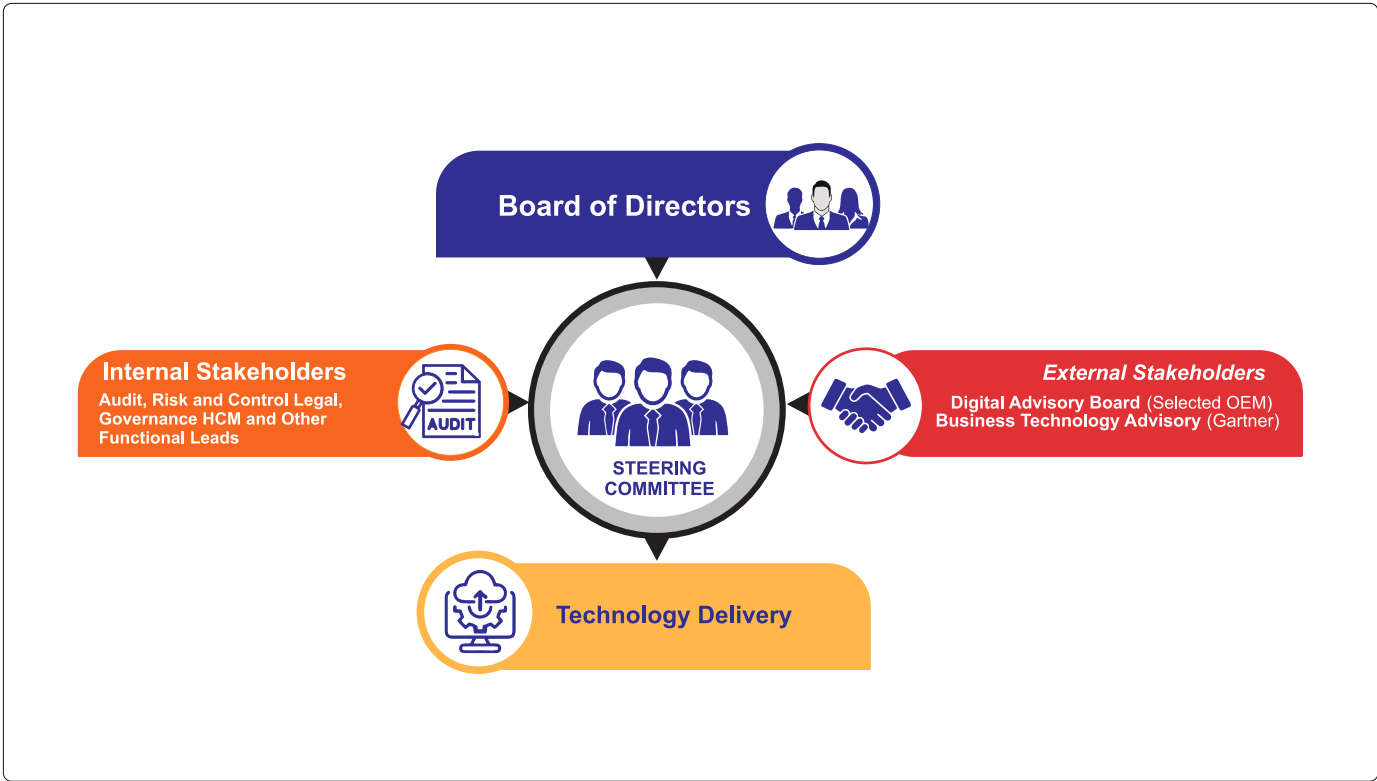 Board of Directors
Internal Stakeholders
Audit, Risk and Control Legal,
Governance HCM and Other
Functional Leads
AUDIT
STEERING
COMMITTEE
External Stakeholders
Digital Advisory Board (Selected OEM)
Business Technology Advisory (Gartner)
Technology Delivery